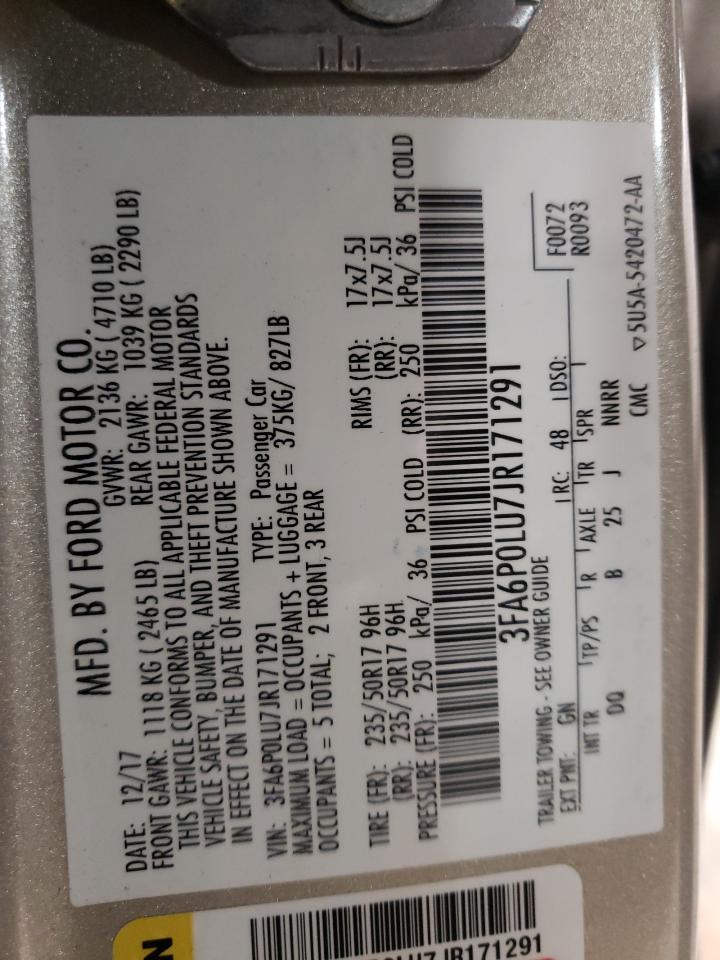 MFD. BY FORD MOTOR CO.
DATE: 12/17 GVWR: 2136 KG ( 4710 LB)
FRONT GAWR: 1118 KG ( 2465 LB) REAR GAWR: 1039 KG ( 2290 LB)
THIS VEHICLE CONFORMS TO ALL APPLICABLE FEDERAL MOTOR
VEHICLE SAFETY, BUMPER, AND THEFT PREVENTION STANDARDS
IN EFFECT ON THE DATE OF MANUFACTURE SHOWN ABOVE.
VIN: 3FA6P0LU7JR171291 TYPE: Passenger Car
MAXIMUM LOAD = OCCUPANTS + LUGGAGE = 375KG/ 827LB
OCCUPANTS = 5 TOTAL; 2 FRONT, 3 REAR
TIRE (FR): 235/50R17 96H RIMS (FR): 17x7.5J
(RR): 235/50R17 96H (RR): 17x7.5J
PRESSURE (FR): 250 kPa/ 36 PSI COLD (RR): 250 kPa/ 36 PSI COLD
3FA6P0LU7JR171291
TRAILER TOWING - SEE OWNER GUIDE
EXT PNT: GN RC: 48 DSO: F0072
R0093
INT TR TP/PS R AXLE TR SPR
DQ B 25 J NNRR
CMC ▽5U5A-5420472-AA
N
0LU7JR171291